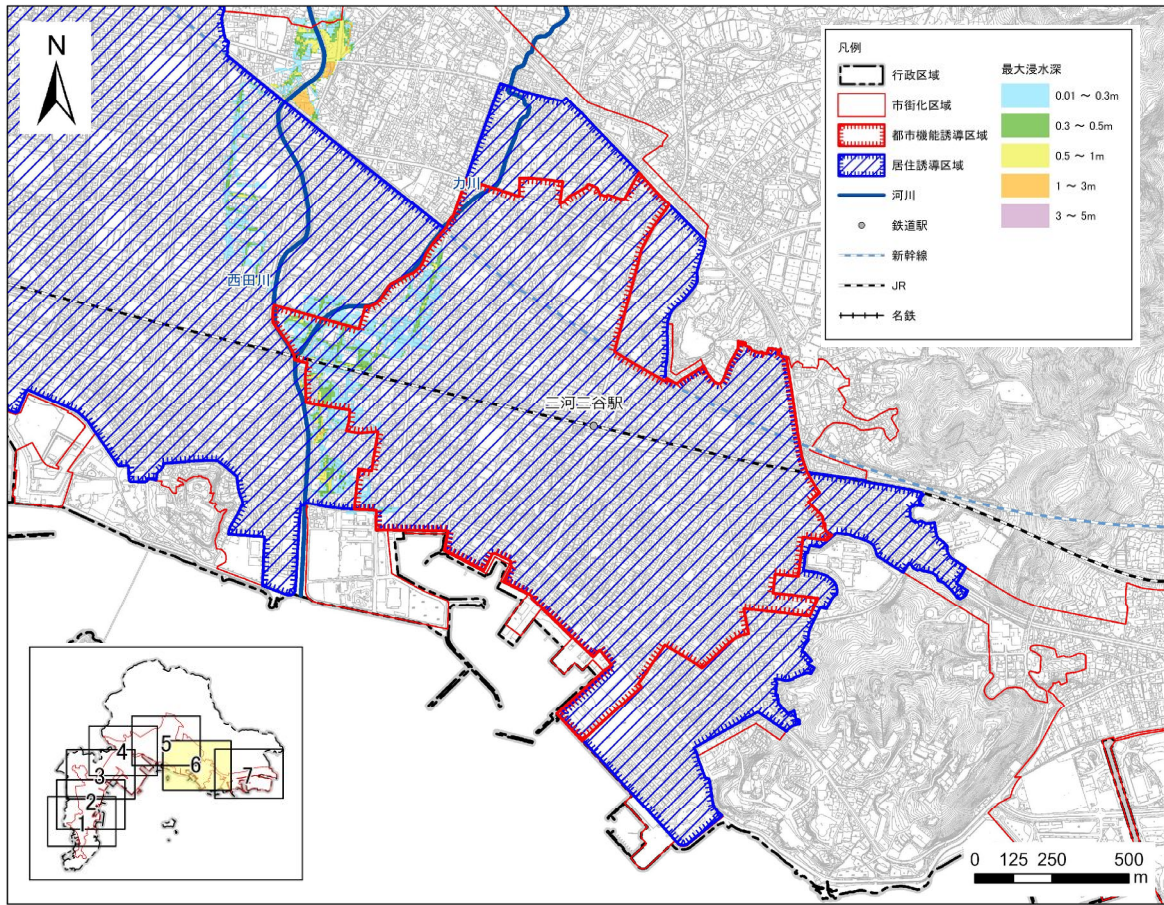 N
凡例
行政区域
市街化区域
都市機能誘導区域
居住誘導区域
河川
鉄道駅
新幹線
JR
名鉄
最大浸水深
0.01 ～ 0.3m
0.3 ～ 0.5m
0.5 ～ 1m
1 ～ 3m
3 ～ 5m
力川
西田川
三河三谷駅
4
5
6
7
3
2
1
0 125 250 500
m